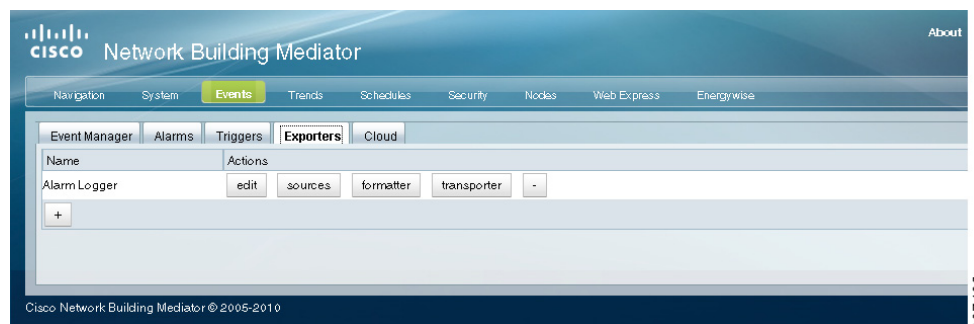 About
CISCO Network Building Mediator
Navigation System Events Trends Schedules Security Nodes Web Express Energywise
Event Manager Alarms Triggers Exporters Cloud
Name Actions
Alarm Logger edit sources formatter transporter -
+
Cisco Network Building Mediator © 2005-2010